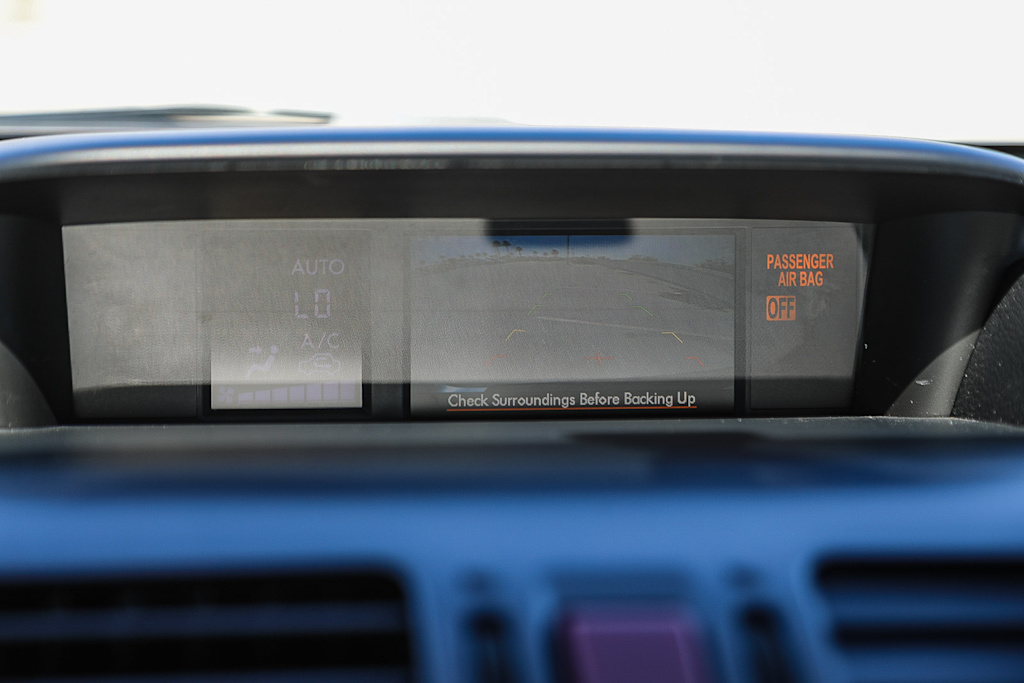 AUTO
LO
A/C
Check Surroundings Before Backing Up
PASSENGER
AIR BAG
OFF